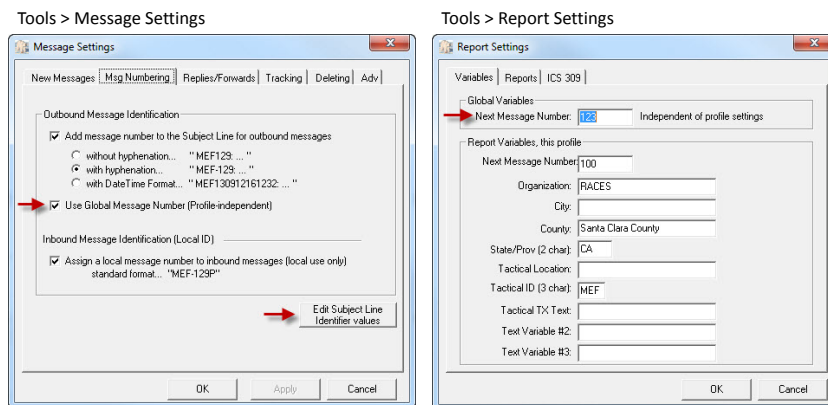 Tools > Message Settings
Message Settings
New Messages Msg Numbering Replies/Forwards Tracking Deleting Adv
Outbound Message Identification
Add message number to the Subject Line for outbound messages
without hyphenation... " MEF129: ... "
with hyphenation... " MEF-129: ... "
with DateTime Format... " MEF130912161232: ... "
Use Global Message Number (Profile-independent)
Inbound Message Identification (Local ID)
Assign a local message number to inbound messages (local use only)
standard format... "MEF-129P"
Edit Subject Line
Identifier values
OK Apply Cancel
Tools > Report Settings
Report Settings
Variables Reports ICS 309
Global Variables
Next Message Number: 123 Independent of profile settings
Report Variables, this profile
Next Message Number: 100
Organization: RACES
City:
County: Santa Clara County
State/Prov (2 char): CA
Tactical Location:
Tactical ID (3 char): MEF
Tactical TX Text:
Text Variable #2:
Text Variable #3:
OK Cancel